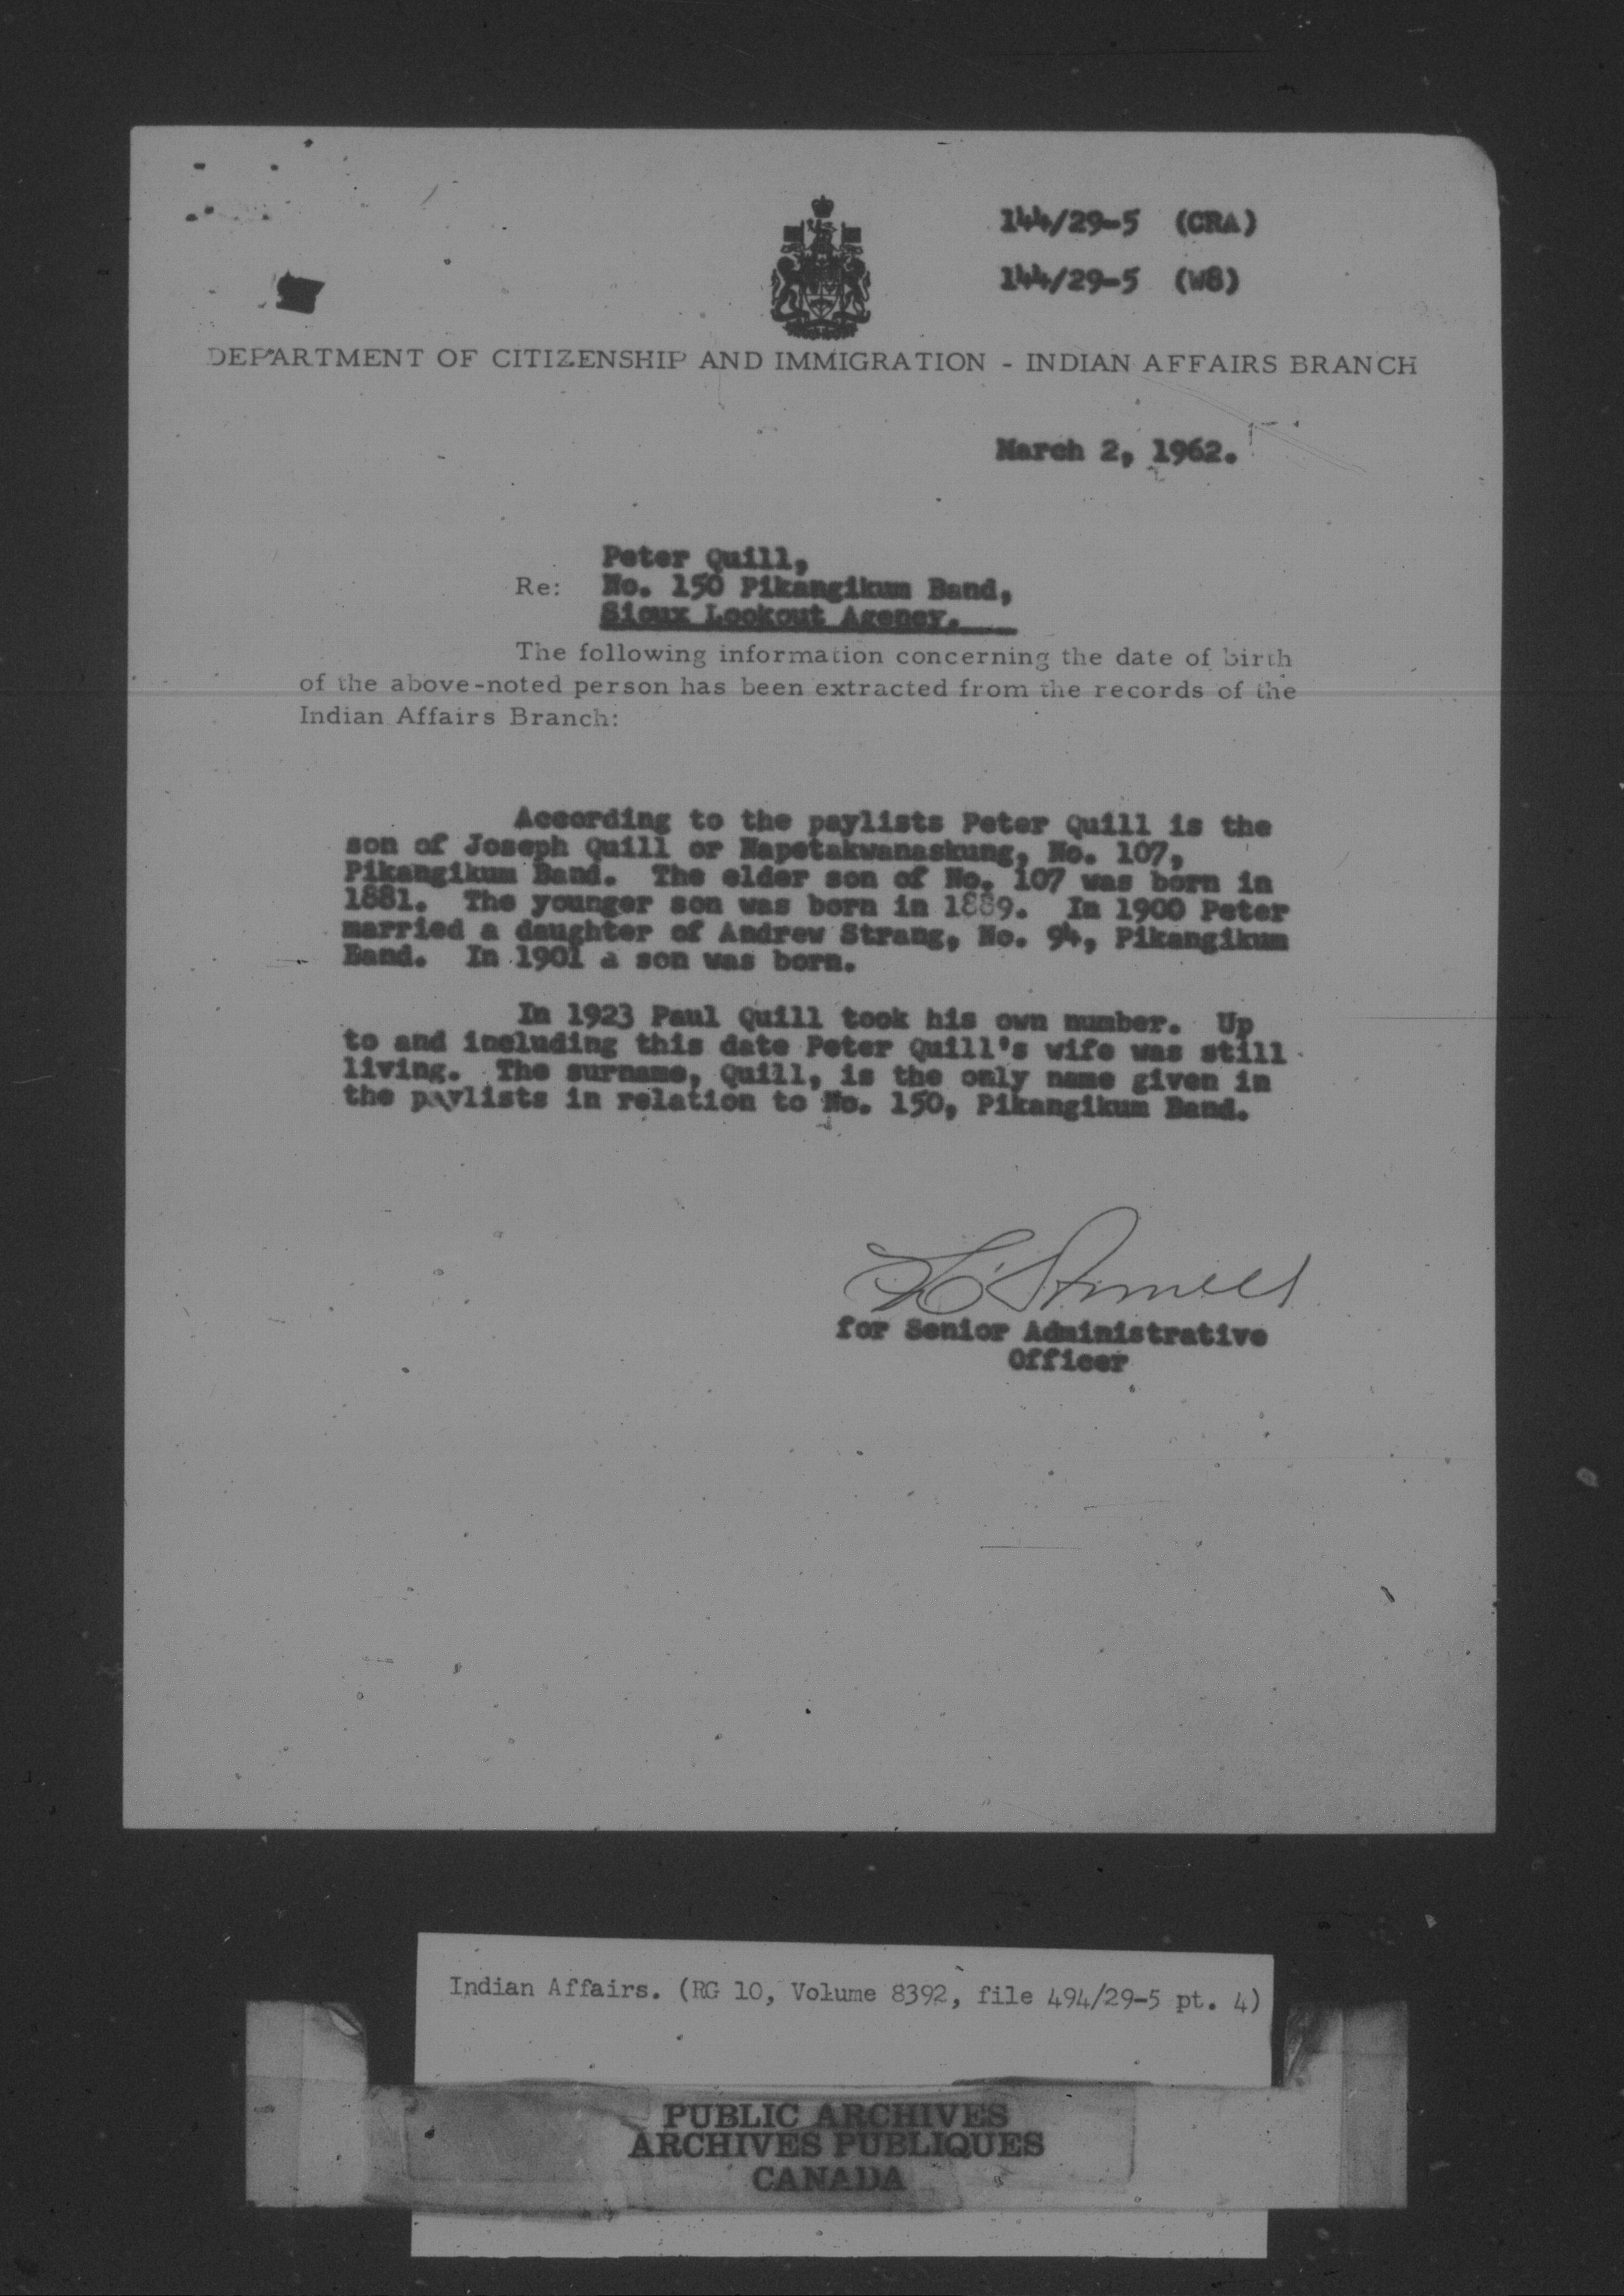 144/29-5 (CRA)
144/29-5 (W8)
DEPARTMENT OF CITIZENSHIP AND IMMIGRATION - INDIAN AFFAIRS BRANCH
March 2, 1962.
Peter Quill,
Re: No. 150 Pikangikum Band,
Sioux Lookout Agency.
The following information concerning the date of birth
of the above-noted person has been extracted from the records of the
Indian Affairs Branch:
According to the paylists Peter Quill is the
son of Joseph Quill or Napetakwanaskung, No. 107,
Pikangikum Band. The elder son of No. 107 was born in
1881. The younger son was born in 1889. In 1900 Peter
married a daughter of Andrew Strang, No. 94, Pikangikum
Band. In 1901 a son was born.
In 1923 Paul Quill took his own number. Up
to and including this date Peter Quill's wife was still
living. The surname, Quill, is the only name given in
the paylists in relation to No. 150, Pikangikum Band.
for Senior Administrative
Officer
Indian Affairs. (RG 10, Volume 8392, file 494/29-5 pt. 4)
PUBLIC ARCHIVES
ARCHIVES PUBLIQUES
CANADA